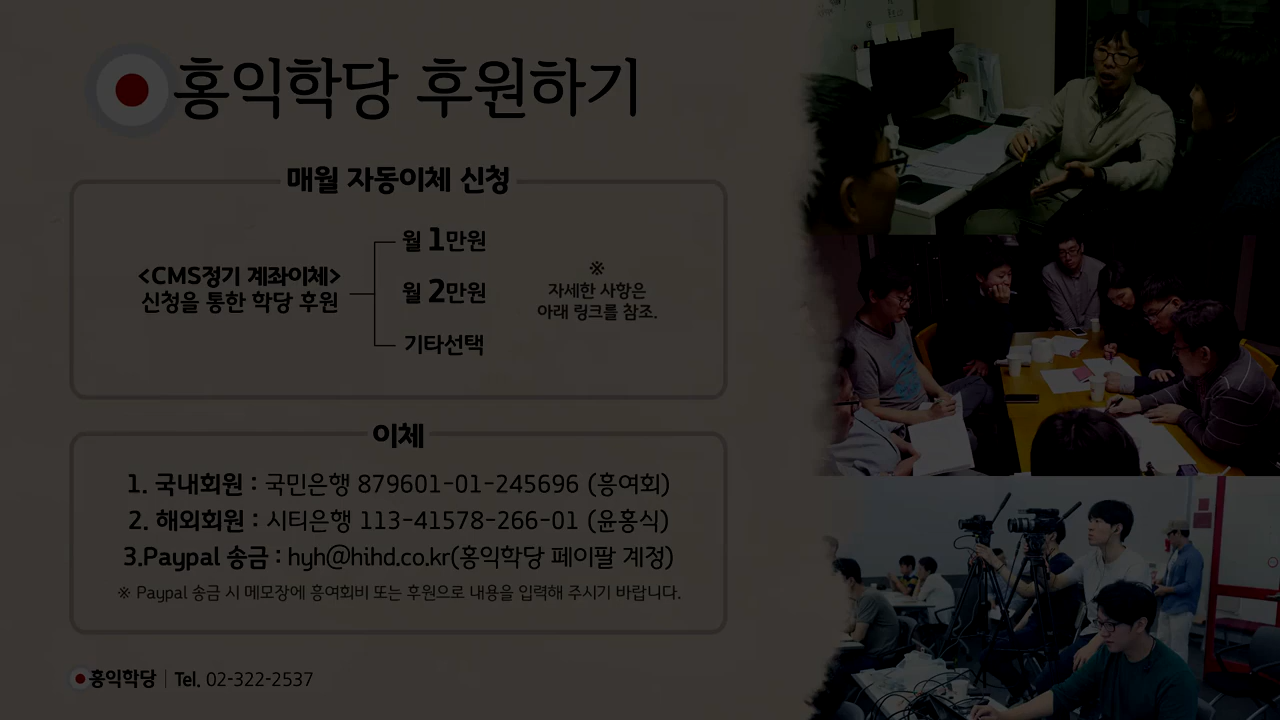 홍익학당 후원하기
매월 자동이체 신청
<CMS정기 계좌이체>
신청을 통한 학당 후원
월 1만원
월 2만원
기타선택
※
자세한 사항은
아래 링크를 참조.
이체
1. 국내회원 : 국민은행 879601-01-245696 (흥여회)
2. 해외회원 : 시티은행 113-41578-266-01 (윤홍식)
3.Paypal 송금 : hyh@hihd.co.kr(홍익학당 페이팔 계정)
※ Paypal 송금 시 메모장에 흥여회비 또는 후원으로 내용을 입력해 주시기 바랍니다.
홍익학당 | Tel. 02-322-2537